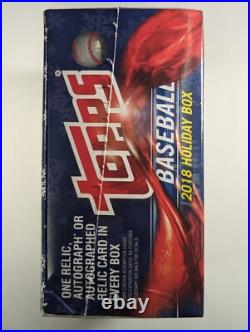 Topps®
BASEBALL
2018 HOLIDAY BOX
ONE RELIC,
AUTOGRAPH OR
AUTOGRAPHED
RELIC CARD IN
EVERY BOX